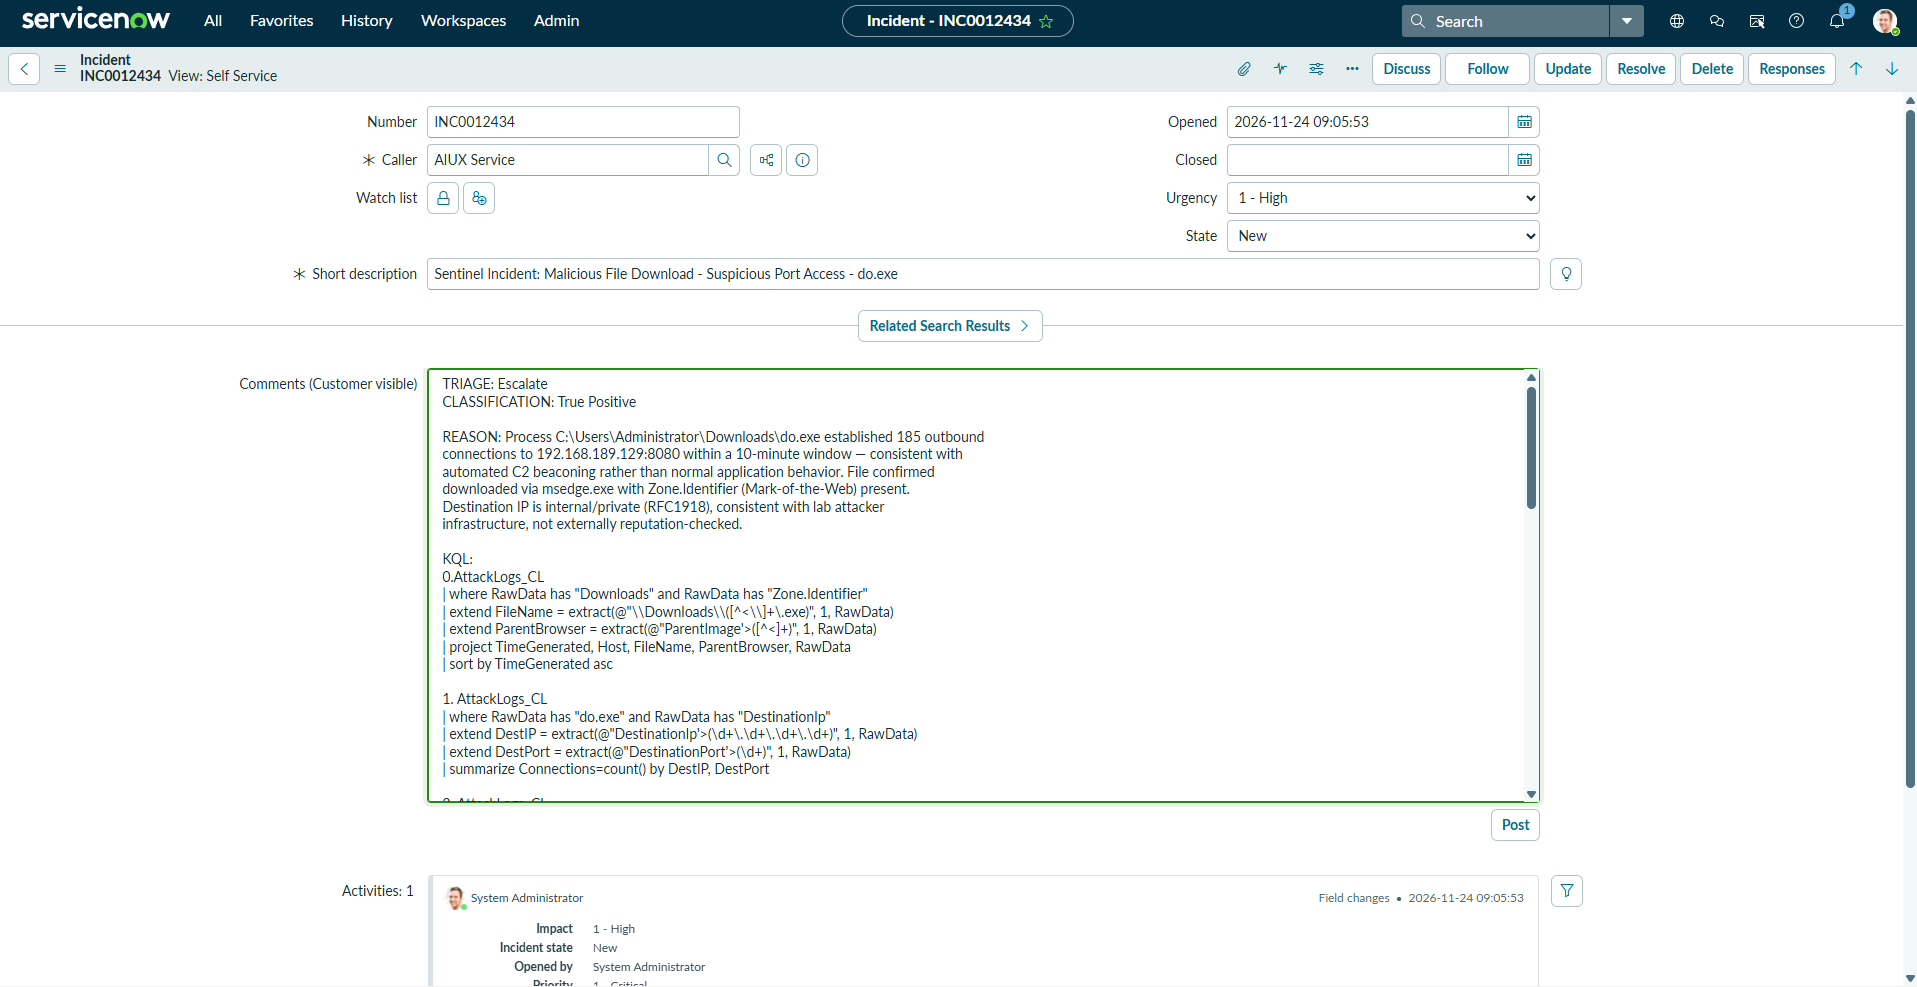 servicenow
All
Favorites
History
Workspaces
Admin
Incident - INC0012434
Search
1
Incident
INC0012434 View: Self Service
Discuss
Follow
Update
Resolve
Delete
Responses
Number
INC0012434
Opened
2026-11-24 09:05:53
Caller
AIUX Service
Closed
Watch list
Urgency
1 - High
State
New
Short description
Sentinel Incident: Malicious File Download - Suspicious Port Access - do.exe
Related Search Results
Comments (Customer visible)
TRIAGE: Escalate
CLASSIFICATION: True Positive
REASON: Process C:\Users\Administrator\Downloads\do.exe established 185 outbound
connections to 192.168.189.129:8080 within a 10-minute window — consistent with
automated C2 beaconing rather than normal application behavior. File confirmed
downloaded via msedge.exe with Zone.Identifier (Mark-of-the-Web) present.
Destination IP is internal/private (RFC1918), consistent with lab attacker
infrastructure, not externally reputation-checked.
KQL:
0.AttackLogs_CL
| where RawData has "Downloads" and RawData has "Zone.Identifier"
| extend FileName = extract(@"\\Downloads\\([^<\\]+\.exe)", 1, RawData)
| extend ParentBrowser = extract(@"ParentImage'>([^<]+)", 1, RawData)
| project TimeGenerated, Host, FileName, ParentBrowser, RawData
| sort by TimeGenerated asc
1. AttackLogs_CL
| where RawData has "do.exe" and RawData has "DestinationIp"
| extend DestIP = extract(@"DestinationIp'>(\d+\.\d+\.\d+\.\d+)", 1, RawData)
| extend DestPort = extract(@"DestinationPort'>(\d+)", 1, RawData)
| summarize Connections=count() by DestIP, DestPort
2. AttackLogs_CL
Post
Activities: 1
System Administrator
Field changes • 2026-11-24 09:05:53
Impact 1 - High
Incident state New
Opened by System Administrator
Priority 1 - Critical